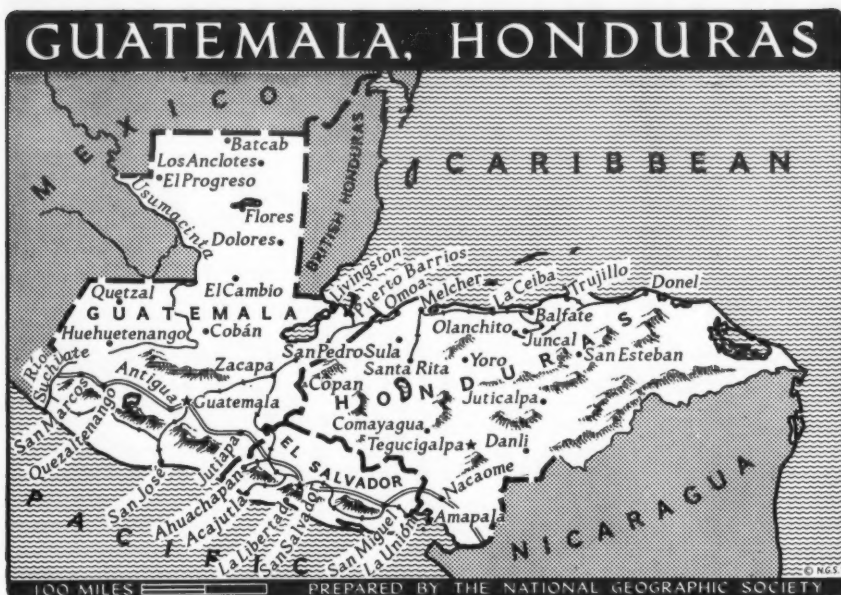 GUATEMALA, HONDURAS
MEXICO
Batcab
Los Anclotes
El Progreso
Usumacinta
Flores
Dolores
BRITISH HONDURAS
CARIBBEAN
Livingston
Puerto Barrios
Omoa
Melcher
La Ceiba
Trujillo
Donel
Quetzal
El Cambio
GUATEMALA
Huehuetenango
Cobán
Balfate
Olanchito
Juncal
San Pedro Sula
Santa Rita
Yoro
San Esteban
HONDURAS
Río
Suchilate
Antigua
Zacapa
Copan
Guatemala
Juticalpa
Comayagua
Tegucigalpa
Danli
San Marcos
Quezaltenango
San José
Jutiapa
EL SALVADOR
Nacaome
Ahuachapan
Acajutla
La Libertad
San Salvador
San Miguel
La Unión
Amapala
NICARAGUA
PACIFIC
© N.G.S.
100 MILES
PREPARED BY THE NATIONAL GEOGRAPHIC SOCIETY